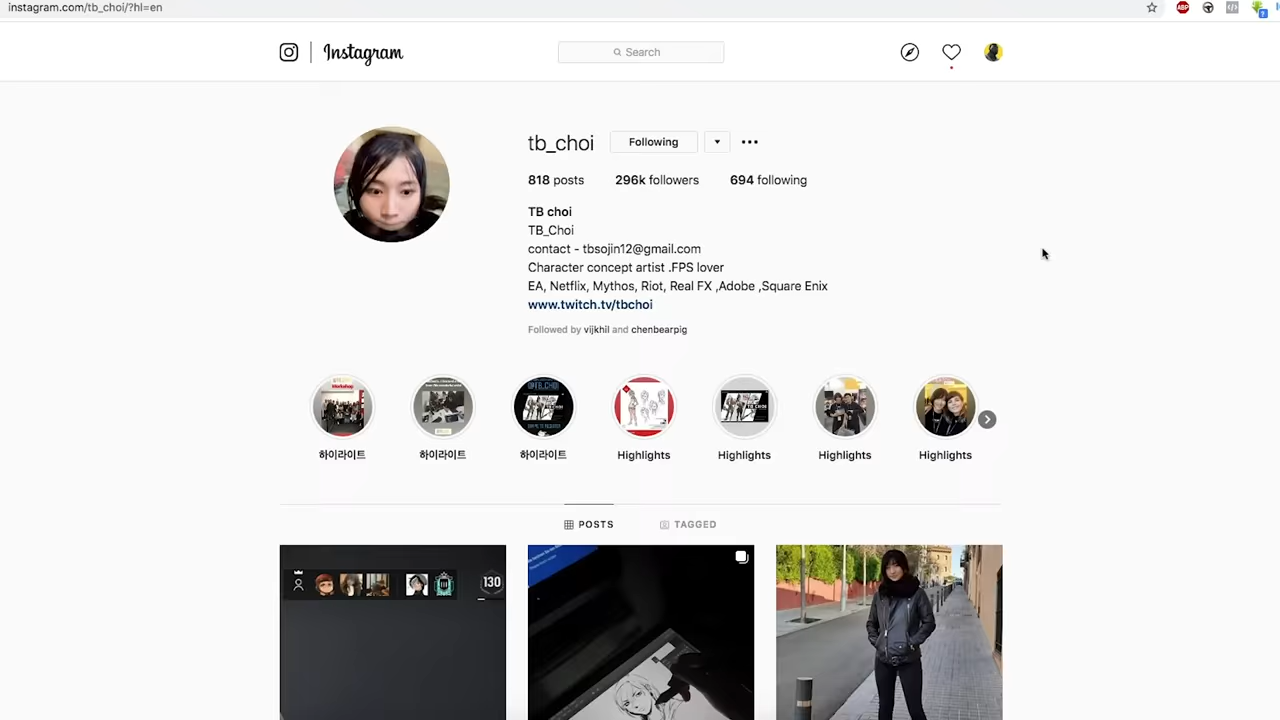 instagram.com/tb_choi/?hl=en
ABP
Instagram
Search
tb_choi
Following
818 posts
296k followers
694 following
TB choi
TB_Choi
contact - tbsojin12@gmail.com
Character concept artist .FPS lover
EA, Netflix, Mythos, Riot, Real FX ,Adobe ,Square Enix
www.twitch.tv/tbchoi
Followed by vijkhil and chenbearpig
하이라이트
하이라이트
하이라이트
Highlights
Highlights
Highlights
Highlights
POSTS
TAGGED
130